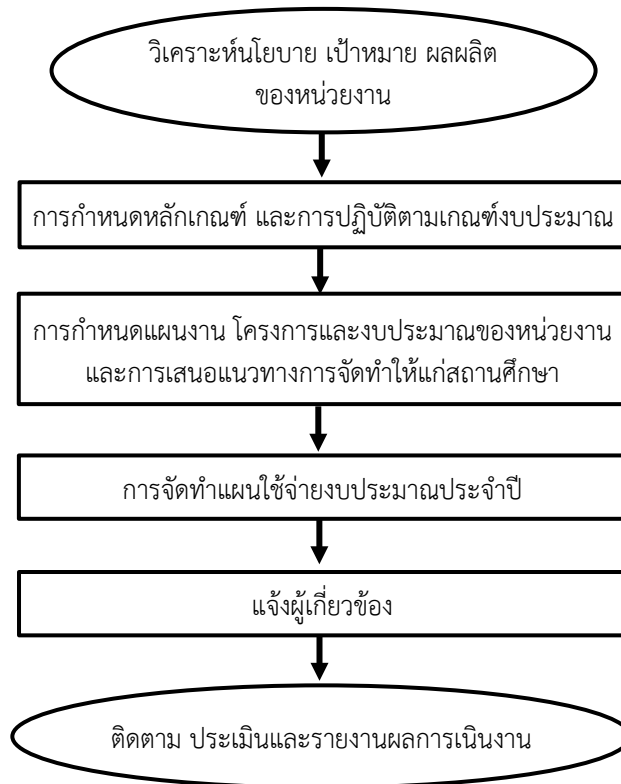 วิเคราะห์นโยบาย เป้าหมาย ผลผลิต
ของหน่วยงาน
การกำหนดหลักเกณฑ์ และการปฏิบัติตามเกณฑ์งบประมาณ
การกำหนดแผนงาน โครงการและงบประมาณของหน่วยงาน
และการเสนอแนวทางการจัดทำให้แก่สถานศึกษา
การจัดทำแผนใช้จ่ายงบประมาณประจำปี
แจ้งผู้เกี่ยวข้อง
ติดตาม ประเมินและรายงานผลการเนินงาน